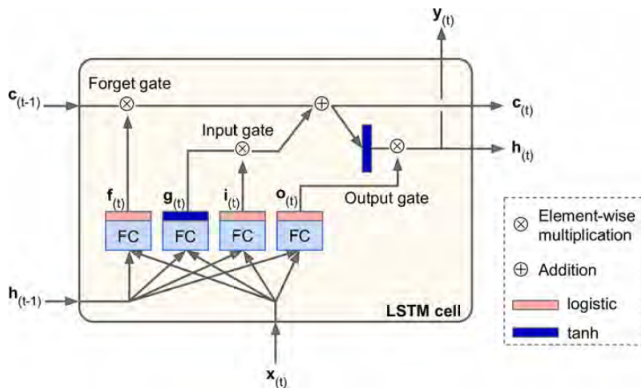 y(t)
Forget gate
c(t-1)
c(t)
Input gate
h(t)
f(t) g(t) i(t) o(t)
Output gate
FC FC FC FC
Element-wise
multiplication
Addition
h(t-1)
LSTM cell
logistic
tanh
x(t)